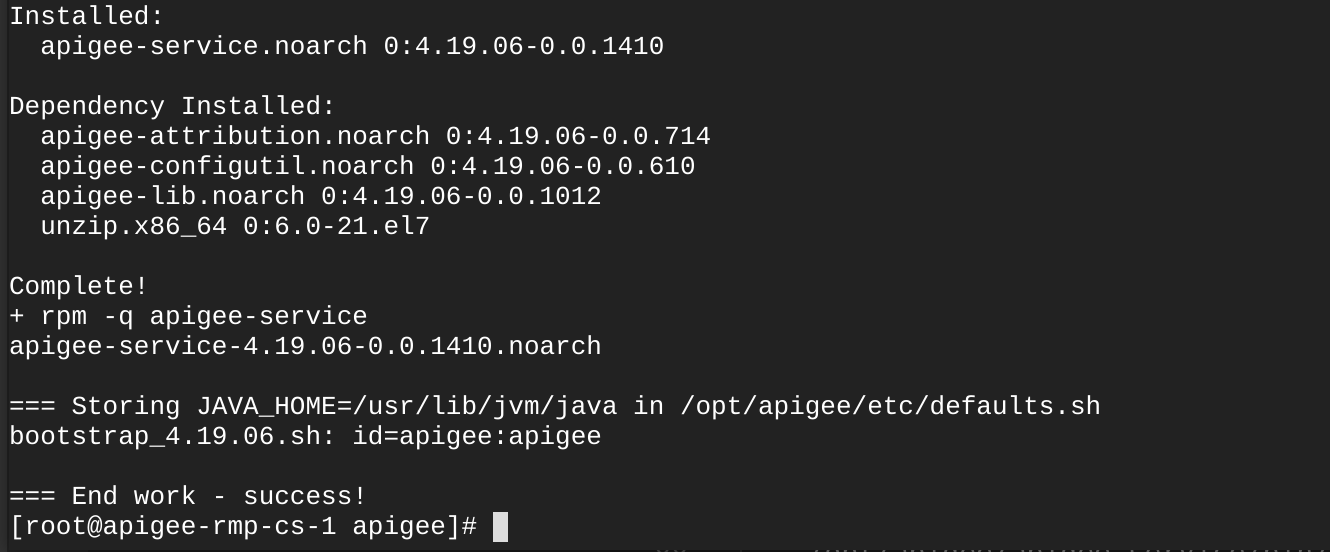 Installed:
  apigee-service.noarch 0:4.19.06-0.0.1410
Dependency Installed:
  apigee-attribution.noarch 0:4.19.06-0.0.714
  apigee-configutil.noarch 0:4.19.06-0.0.610
  apigee-lib.noarch 0:4.19.06-0.0.1012
  unzip.x86_64 0:6.0-21.el7
Complete!
+ rpm -q apigee-service
apigee-service-4.19.06-0.0.1410.noarch
=== Storing JAVA_HOME=/usr/lib/jvm/java in /opt/apigee/etc/defaults.sh
bootstrap_4.19.06.sh: id=apigee:apigee
=== End work - success!
[root@apigee-rmp-cs-1 apigee]#